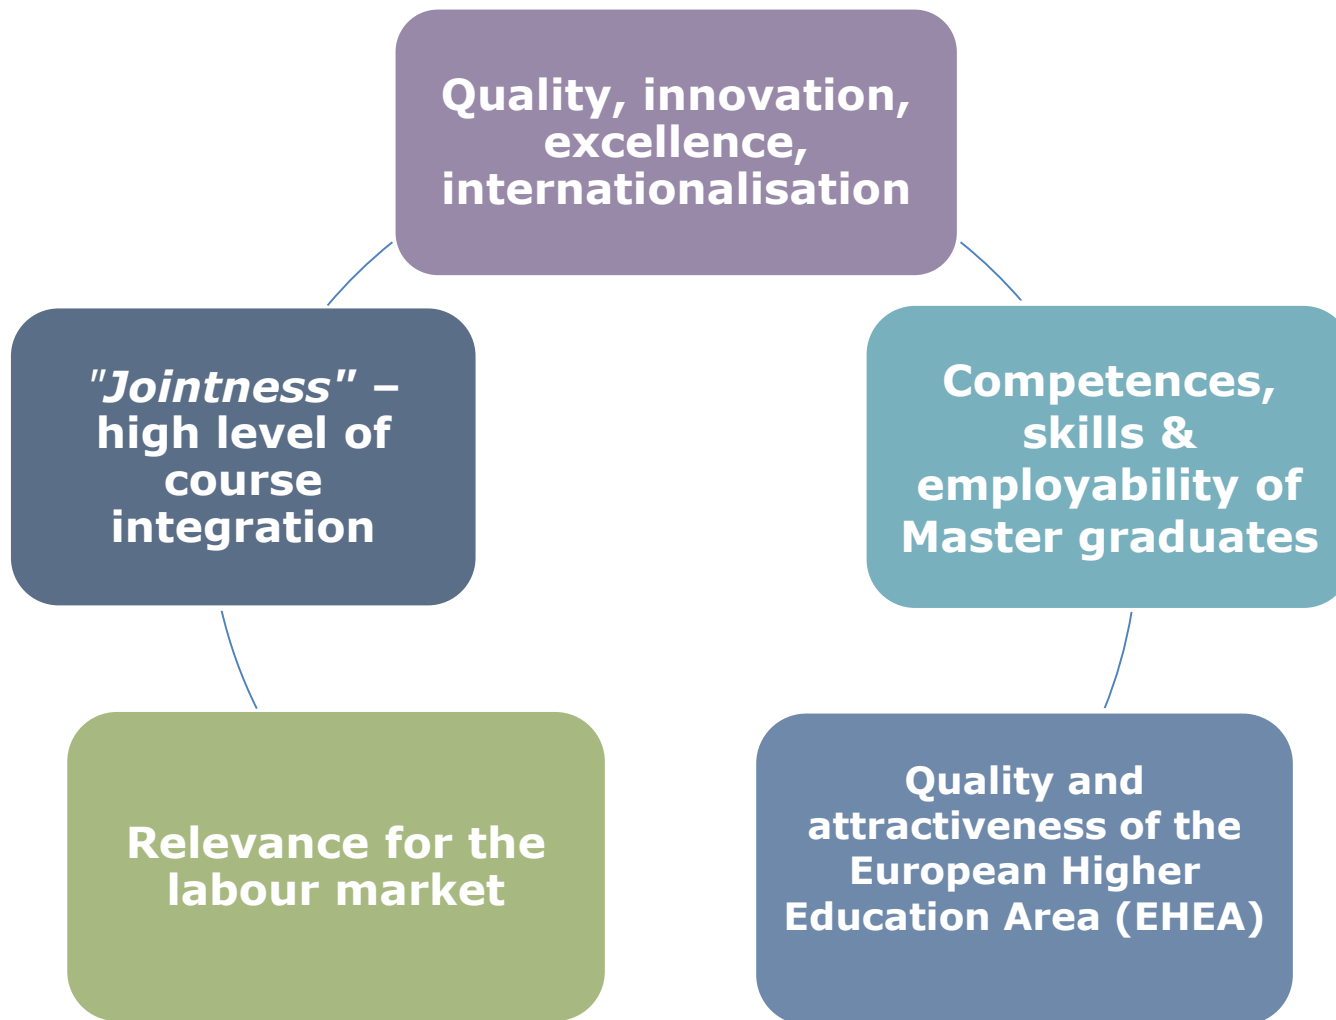 Quality, innovation,
excellence,
internationalisation
"Jointness" –
high level of
course
integration
Competences,
skills &
employability of
Master graduates
Relevance for the
labour market
Quality and
attractiveness of the
European Higher
Education Area (EHEA)